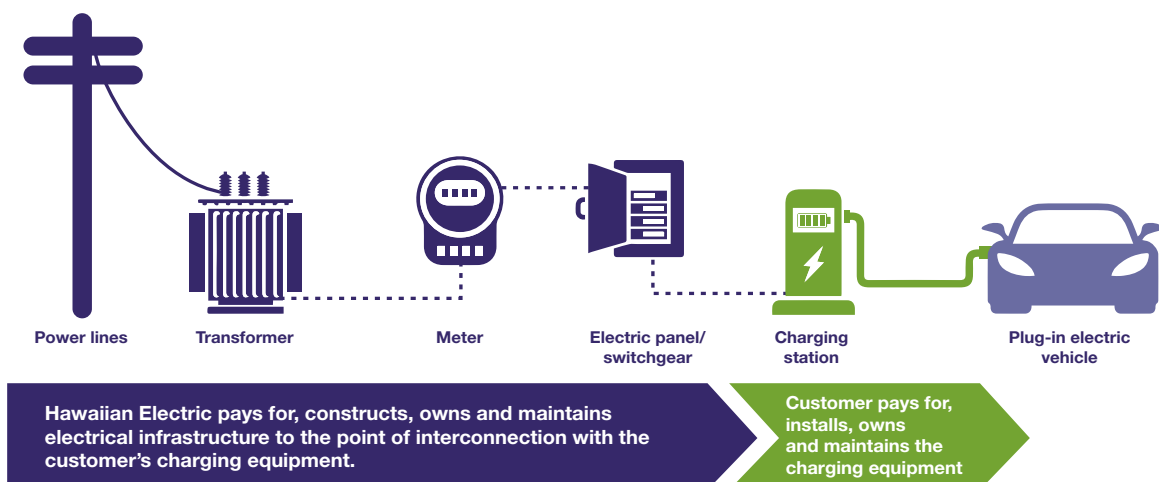 Power lines
Transformer
Meter
Electric panel/
switchgear
Charging
station
Plug-in electric
vehicle
Hawaiian Electric pays for, constructs, owns and maintains
electrical infrastructure to the point of interconnection with the
customer’s charging equipment.
Customer pays for,
installs, owns
and maintains the
charging equipment